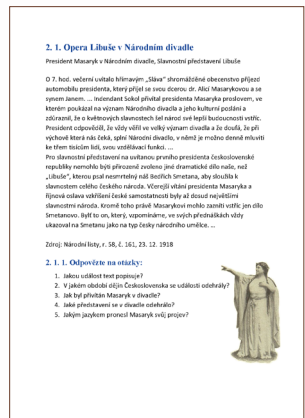 2. 1. Opera Libuše v Národním divadle
President Masaryk v Národním divadle, Slavnostní představení Libuše
O 7. hod. večerní uvítalo hřímavým „Sláva“ shromážděné obecenstvo příjezd
automobilu presidenta, který přijel se svou dcerou dr. Alicí Masarykovou a se
synem Janem. ... Indendant Sokol přivítal presidenta Masaryka proslovem, ve
kterém poukázal na význam Národního divadla a jeho kulturní poslání a
zdůraznil, že o květnových slavnostech šel národ své lepší budoucnosti vstříc.
President odpověděl, že vždy věřil ve velký význam divadla a že doufá, že při
výchově která nás čeká, splní Národní divadlo, v němž je možno denně mluviti
ke třem tisícům lidí, svou vzdělávací funkci. ...
Pro slavnostní představení na uvítanou prvního presidenta československé
republiky nemohlo býti přirozeně zvoleno jiné dramatické dílo naše, než
„Libuše“, kterou psal nesmrtelný náš Bedřich Smetana, aby sloužila k
slavnostem celého českého národa. Včerejší vítání presidenta Masaryka a
říjnová oslava vzkříšení české samostatnosti byly až dosud největšími
slavnostmi národa. Kromě toho právě Masarykovi mohlo zaníti vstříc jen dílo
Smetanovo. Byl'to on, který, vzpomínáme, ve svých přednáškách vždy
ukazoval na Smetanu jako na typ česky národního umělce. ...
Zdroj: Národní listy, r. 58, č. 161, 23. 12. 1918
2. 1. 1. Odpovězte na otázky:
1. Jakou událost text popisuje?
2. V jakém období dějin Československa se události odehrály?
3. Jak byl přivítán Masaryk v divadle?
4. Jaké představení se v divadle odehrálo?
5. Jakým jazykem pronesl Masaryk svůj projev?